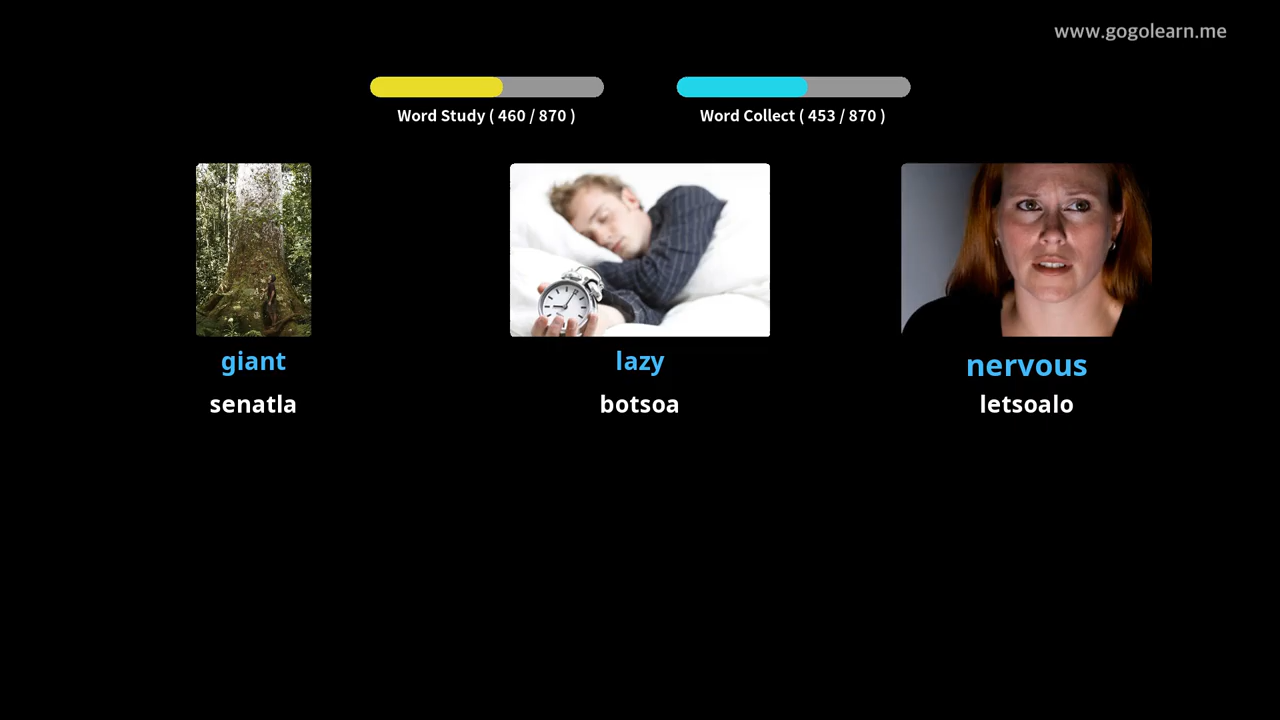 www.gogolearn.me
Word Study ( 460 / 870 )
Word Collect ( 453 / 870 )
giant
lazy
nervous
senatla
botsoa
letsoalo